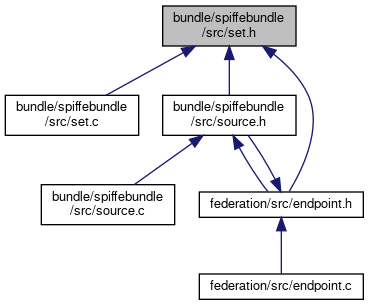 bundle/spiffebundle
/src/set.h
bundle/spiffebundle
/src/set.c
bundle/spiffebundle
/src/source.h
bundle/spiffebundle
/src/source.c
federation/src/endpoint.h
federation/src/endpoint.c